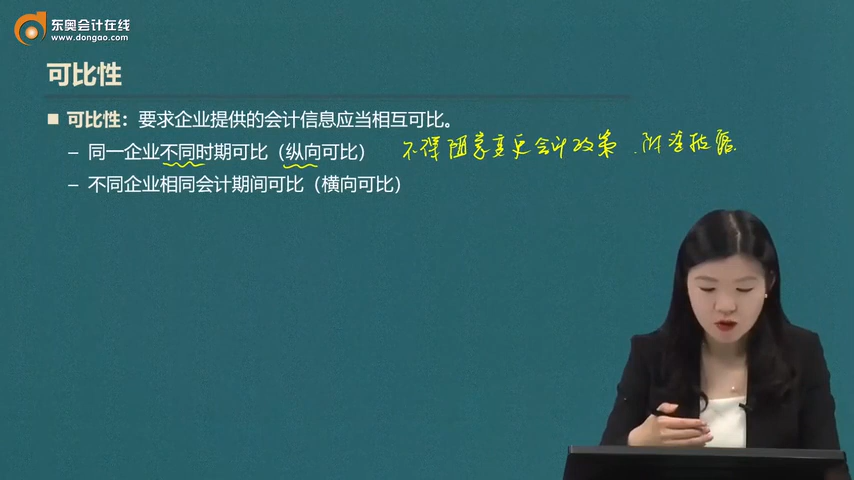 东奥会计在线
www.dongao.com
可比性
■ 可比性：要求企业提供的会计信息应当相互可比。
– 同一企业不同时期可比（纵向可比） 不得随意变更会计政策 附注披露
– 不同企业相同会计期间可比（横向可比）